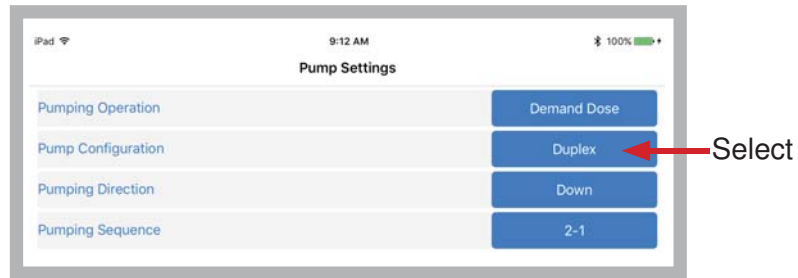 iPad 9:12 AM 100%
Pump Settings
Pumping Operation Demand Dose
Pump Configuration Duplex Select
Pumping Direction Down
Pumping Sequence 2-1